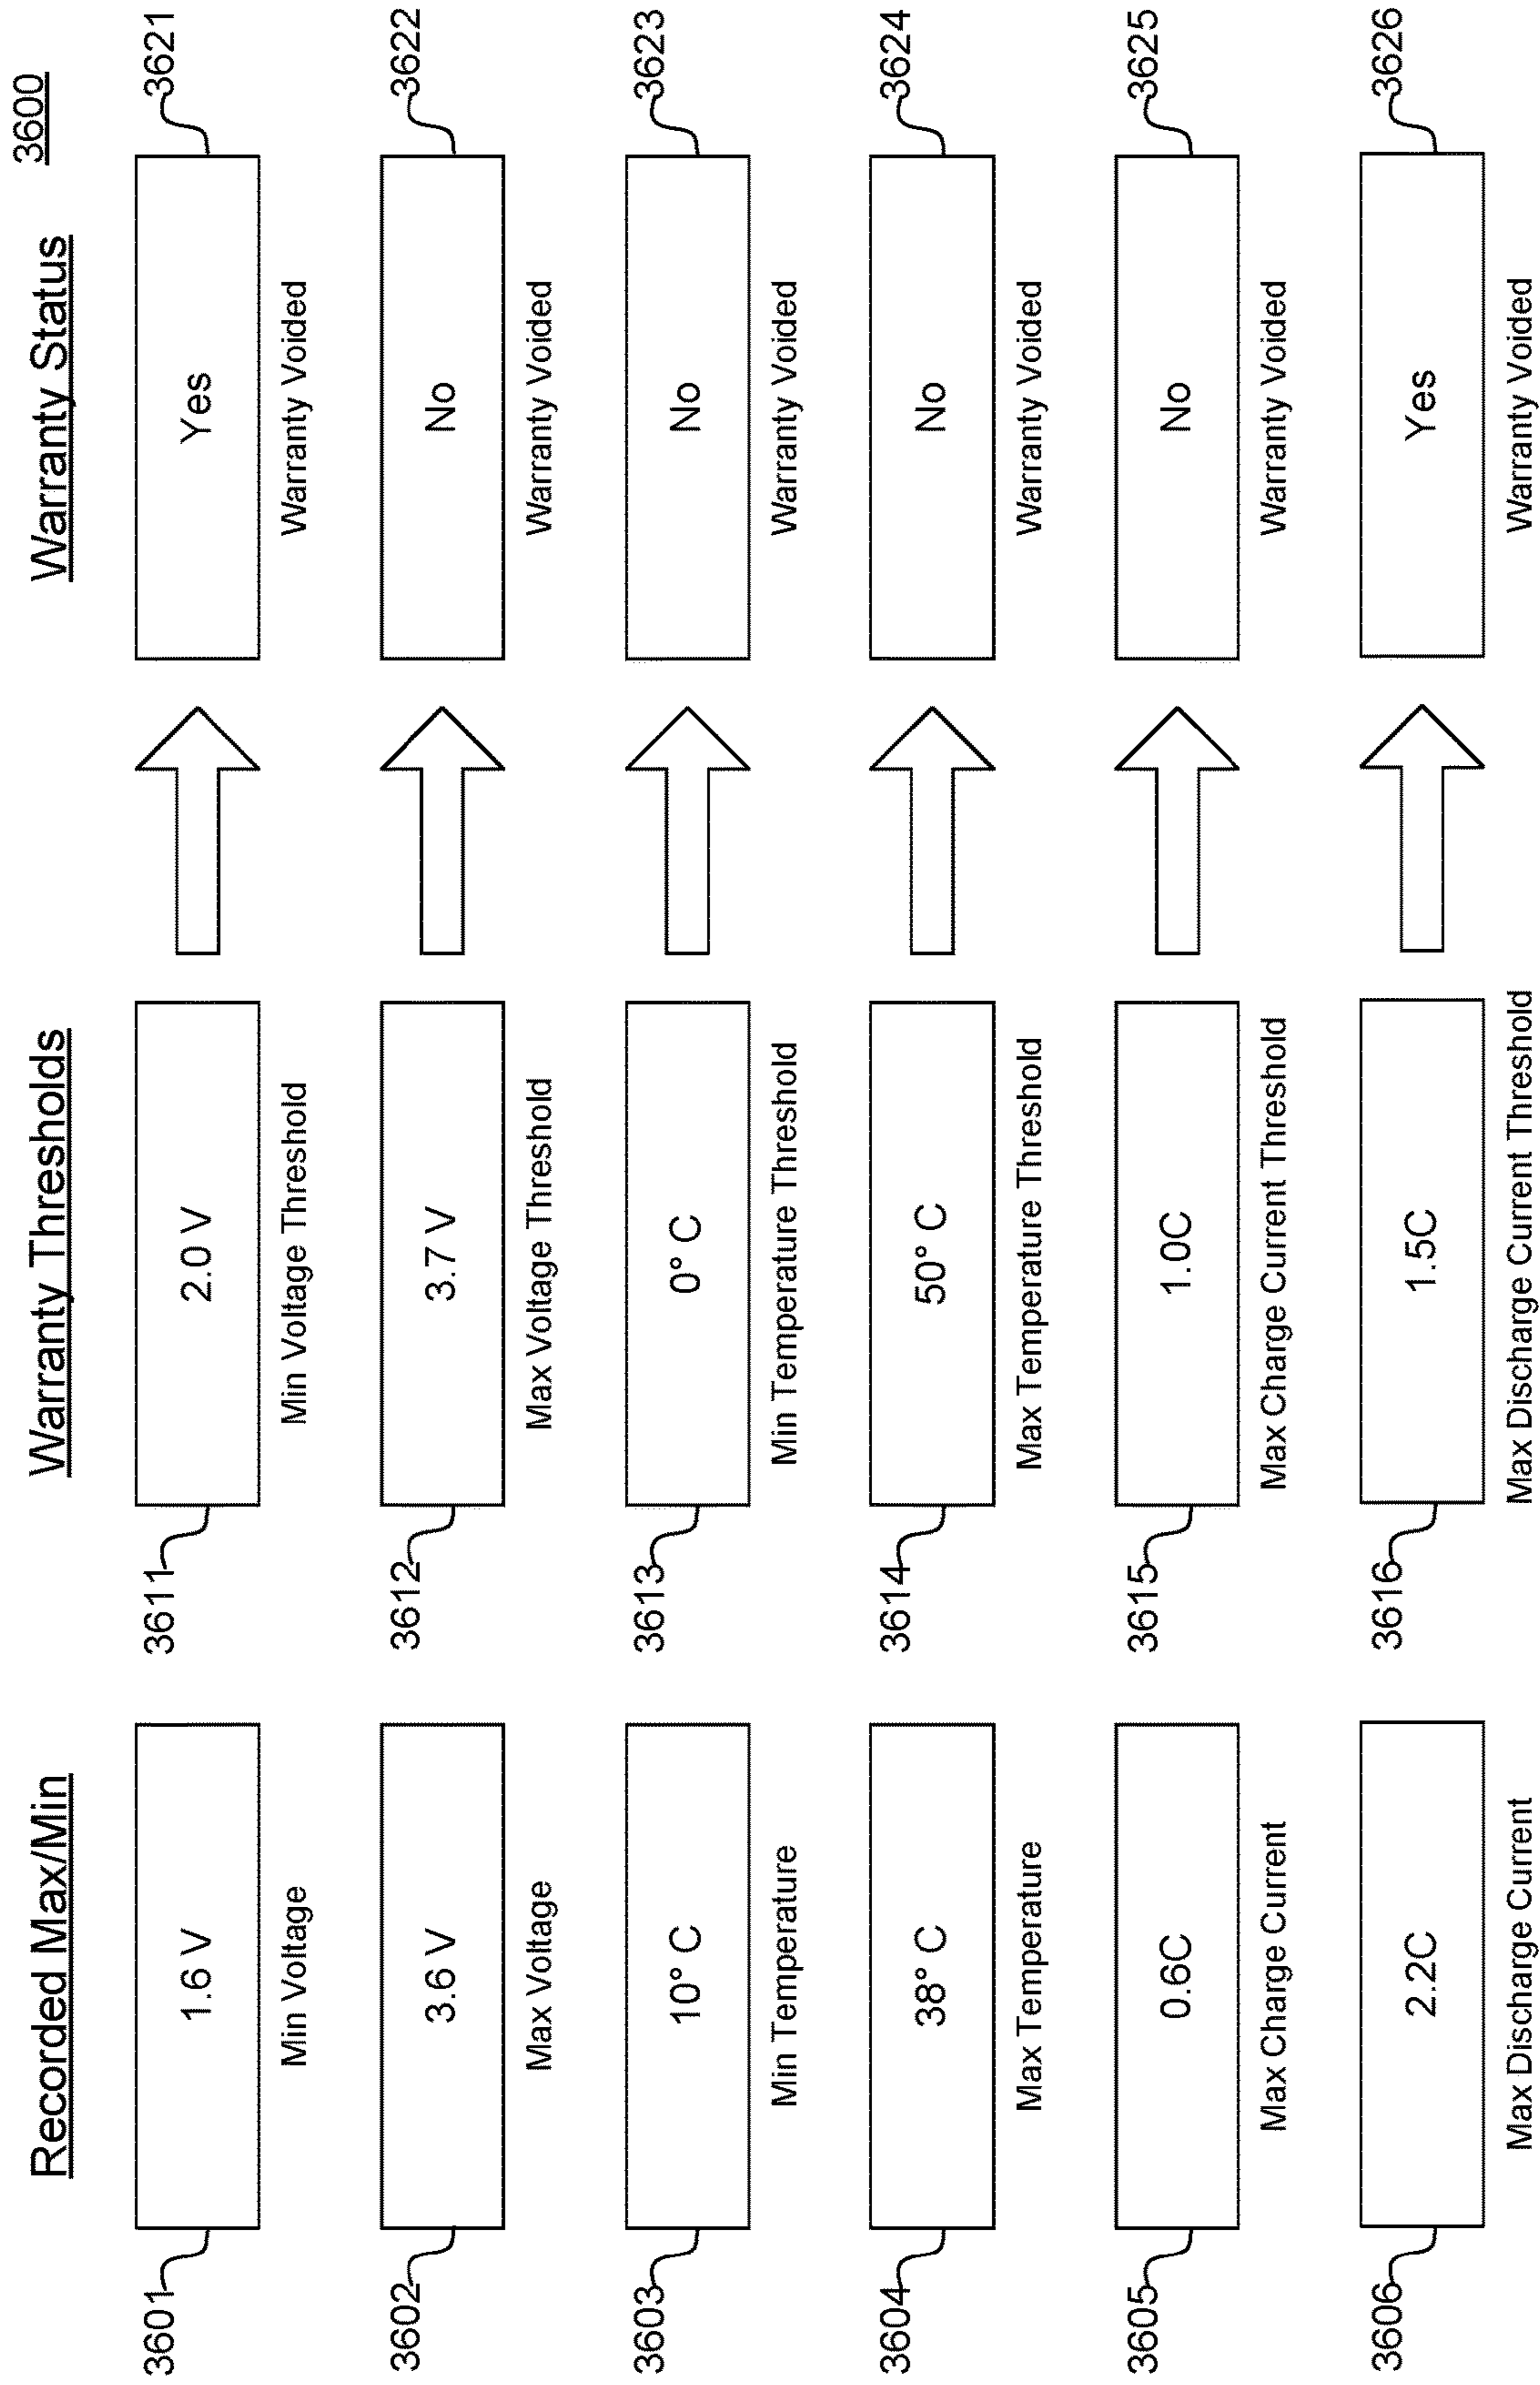 3600
Recorded Max/Min
Warranty Thresholds
Warranty Status
3601
1.6 V
Min Voltage
3611
2.0 V
Min Voltage Threshold
Yes
Warranty Voided
3621
3602
3.6 V
Max Voltage
3612
3.7 V
Max Voltage Threshold
No
Warranty Voided
3622
3603
10° C
Min Temperature
3613
0° C
Min Temperature Threshold
No
Warranty Voided
3623
3604
38° C
Max Temperature
3614
50° C
Max Temperature Threshold
No
Warranty Voided
3624
3605
0.6C
Max Charge Current
3615
1.0C
Max Charge Current Threshold
No
Warranty Voided
3625
3606
2.2C
Max Discharge Current
3616
1.5C
Max Discharge Current Threshold
Yes
Warranty Voided
3626